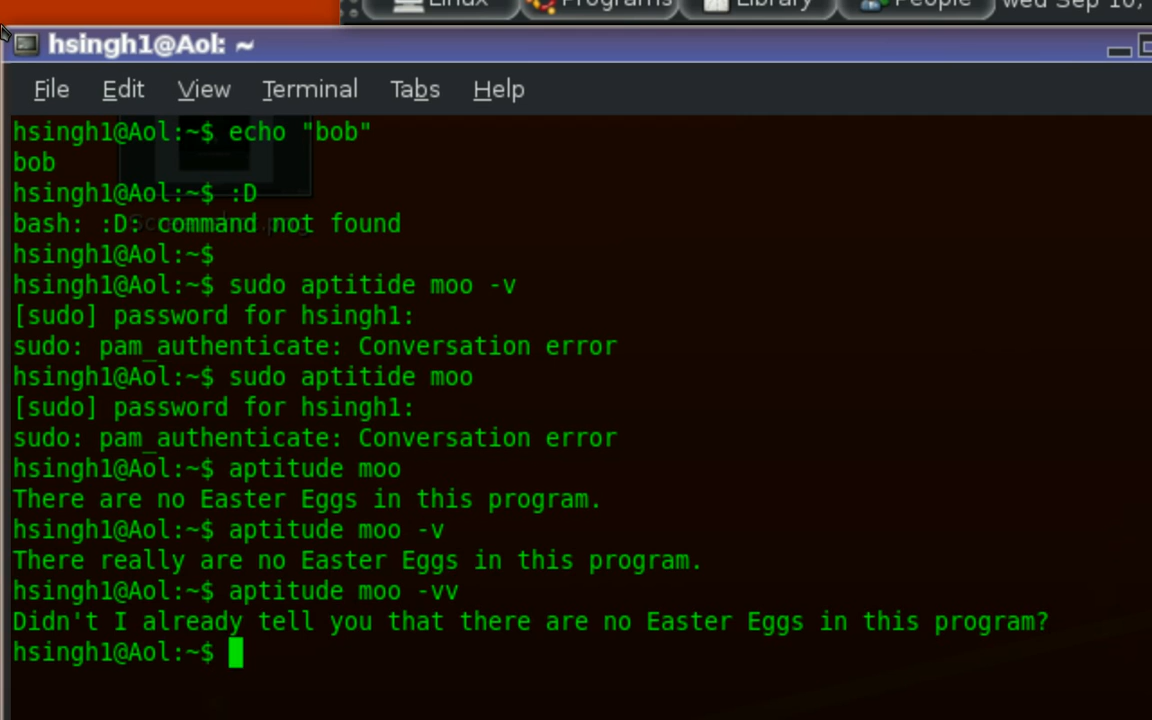 Linux Programs Library People Wed Sep 10,
hsingh1@Aol: ~
File Edit View Terminal Tabs Help
hsingh1@Aol:~$ echo "bob"
bob
hsingh1@Aol:~$ :D
bash: :D: command not found
hsingh1@Aol:~$
hsingh1@Aol:~$ sudo aptitide moo -v
[sudo] password for hsingh1:
sudo: pam_authenticate: Conversation error
hsingh1@Aol:~$ sudo aptitide moo
[sudo] password for hsingh1:
sudo: pam_authenticate: Conversation error
hsingh1@Aol:~$ aptitude moo
There are no Easter Eggs in this program.
hsingh1@Aol:~$ aptitude moo -v
There really are no Easter Eggs in this program.
hsingh1@Aol:~$ aptitude moo -vv
Didn't I already tell you that there are no Easter Eggs in this program?
hsingh1@Aol:~$